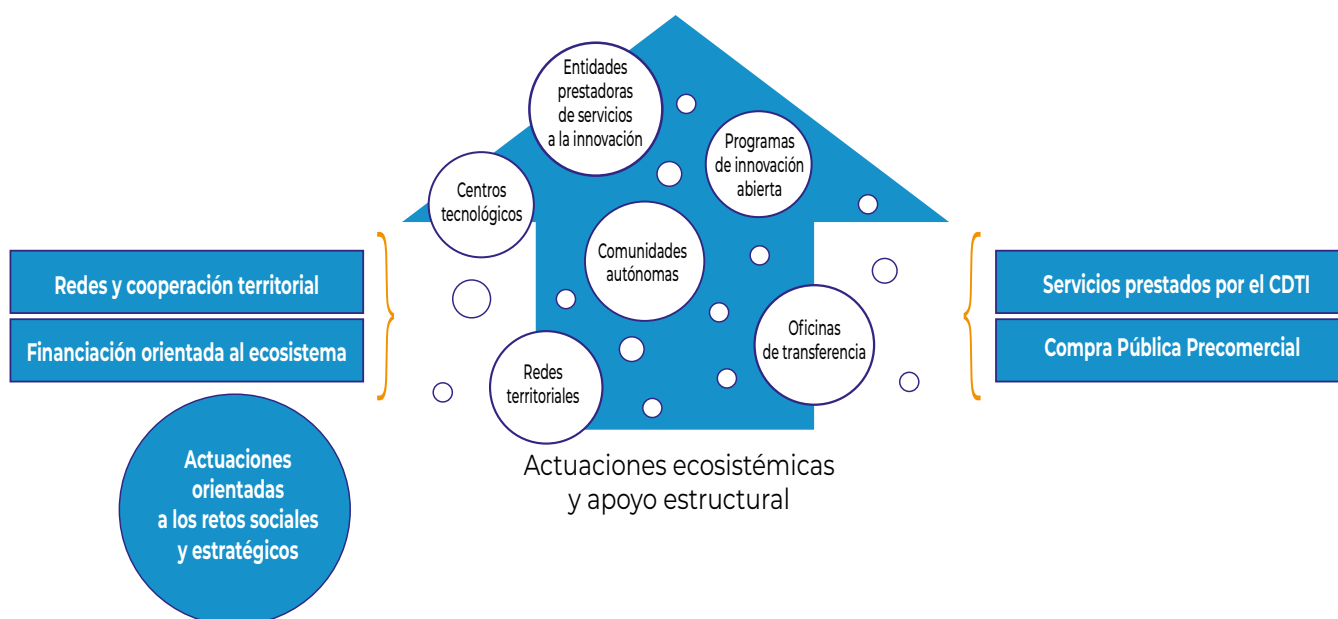 Entidades
prestadoras
de servicios
a la innovación
Programas
de innovación
abierta
Centros
tecnológicos
Comunidades
autónomas
Redes y cooperación territorial
Financiación orientada al ecosistema
Servicios prestados por el CDTI
Compra Pública Precomercial
Oficinas
de transferencia
Redes
territoriales
Actuaciones ecosistémicas
y apoyo estructural
Actuaciones
orientadas
a los retos sociales
y estratégicos